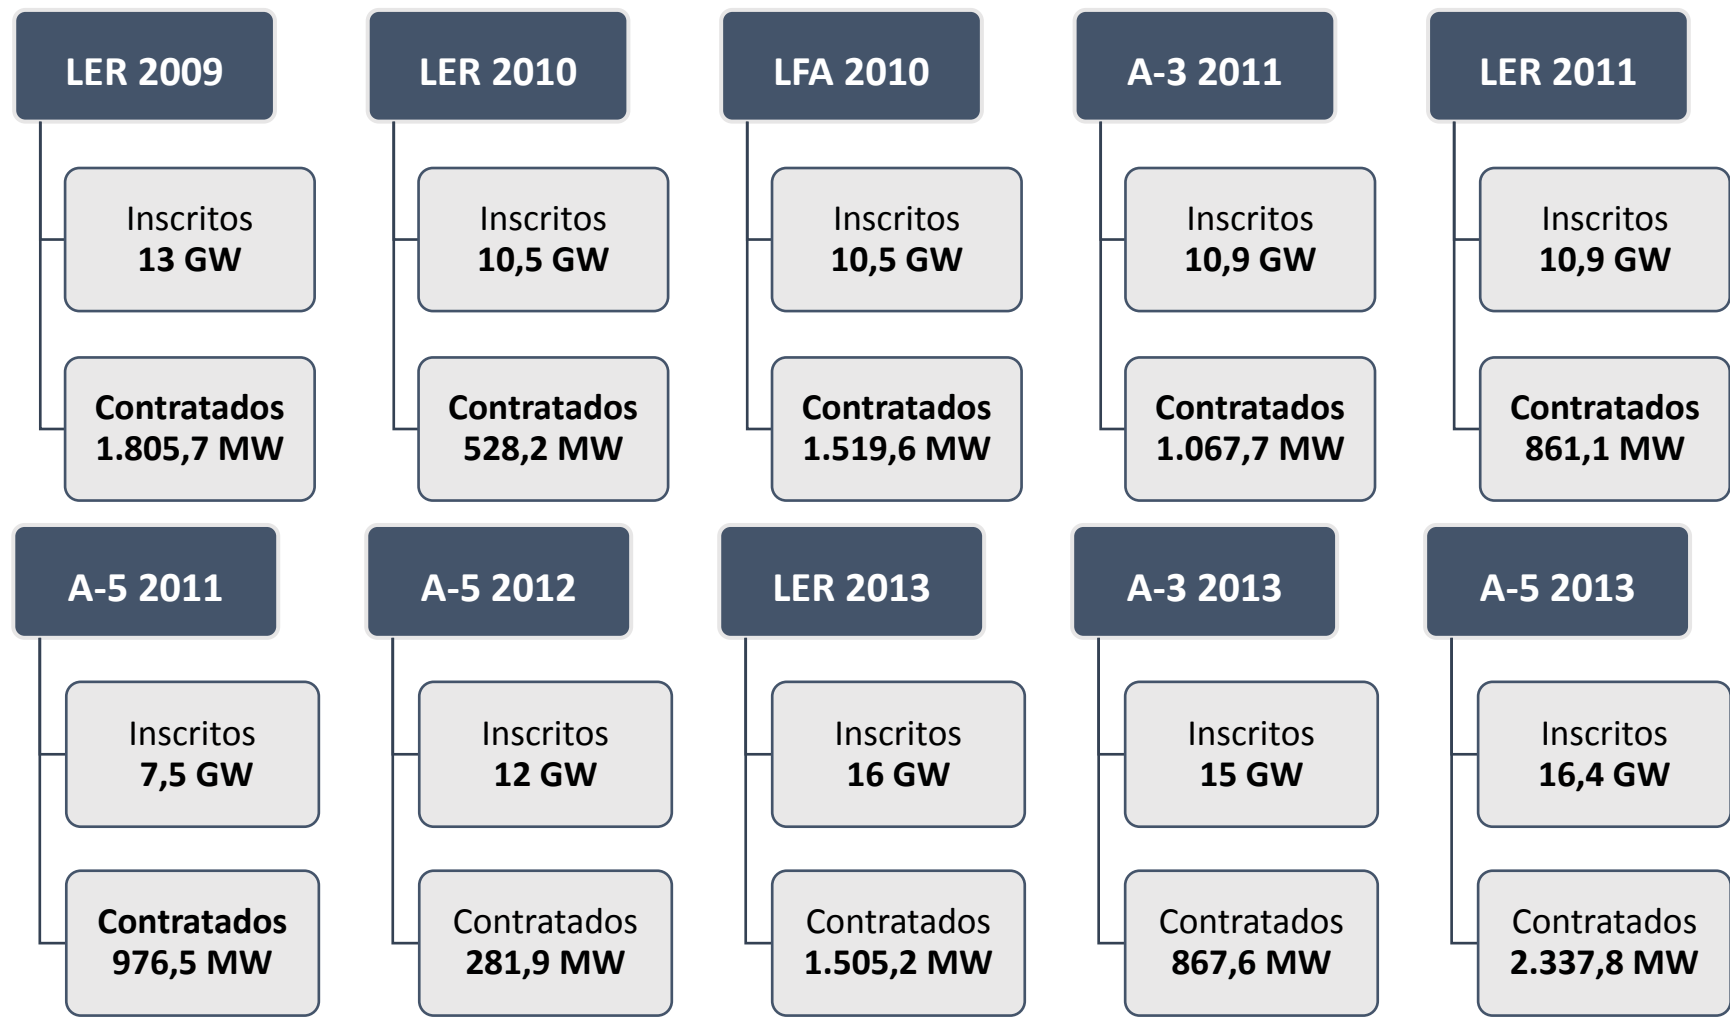 LER 2009
Inscritos
13 GW
Contratados
1.805,7 MW
LER 2010
Inscritos
10,5 GW
Contratados
528,2 MW
LFA 2010
Inscritos
10,5 GW
Contratados
1.519,6 MW
A-3 2011
Inscritos
10,9 GW
Contratados
1.067,7 MW
LER 2011
Inscritos
10,9 GW
Contratados
861,1 MW
A-5 2011
Inscritos
7,5 GW
Contratados
976,5 MW
A-5 2012
Inscritos
12 GW
Contratados
281,9 MW
LER 2013
Inscritos
16 GW
Contratados
1.505,2 MW
A-3 2013
Inscritos
15 GW
Contratados
867,6 MW
A-5 2013
Inscritos
16,4 GW
Contratados
2.337,8 MW